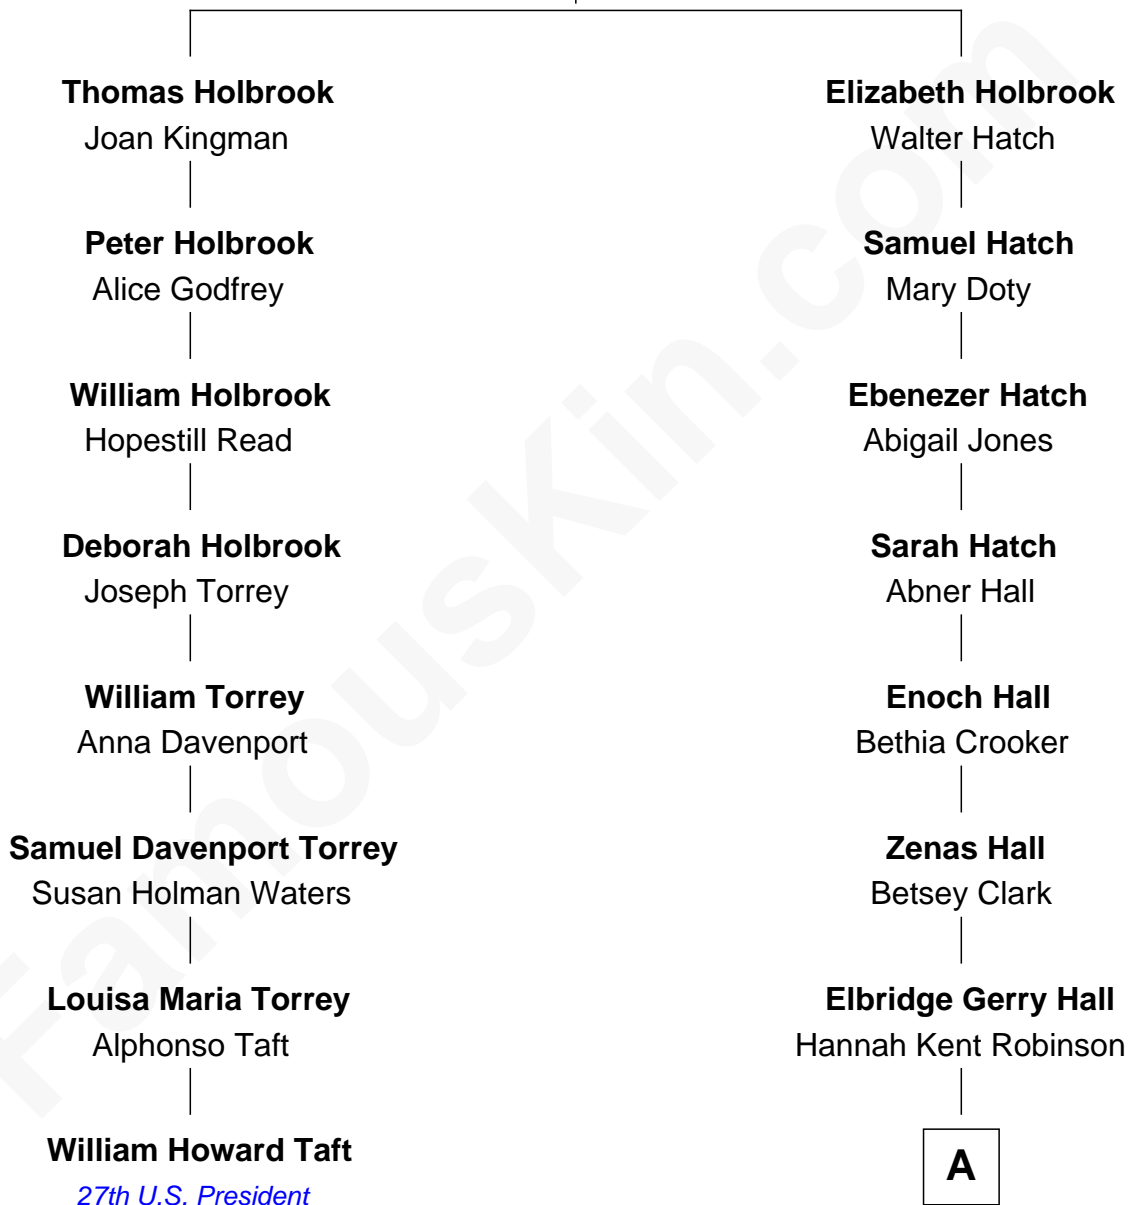 Thomas Holbrook
Joan Kingman
Peter Holbrook
Alice Godfrey
William Holbrook
Hopestill Read
Deborah Holbrook
Joseph Torrey
William Torrey
Anna Davenport
Samuel Davenport Torrey
Susan Holman Waters
Louisa Maria Torrey
Alphonso Taft
William Howard Taft
27th U.S. President
Elizabeth Holbrook
Walter Hatch
Samuel Hatch
Mary Doty
Ebenezer Hatch
Abigail Jones
Sarah Hatch
Abner Hall
Enoch Hall
Bethia Crooker
Zenas Hall
Betsey Clark
Elbridge Gerry Hall
Hannah Kent Robinson
A
FamousKin.com